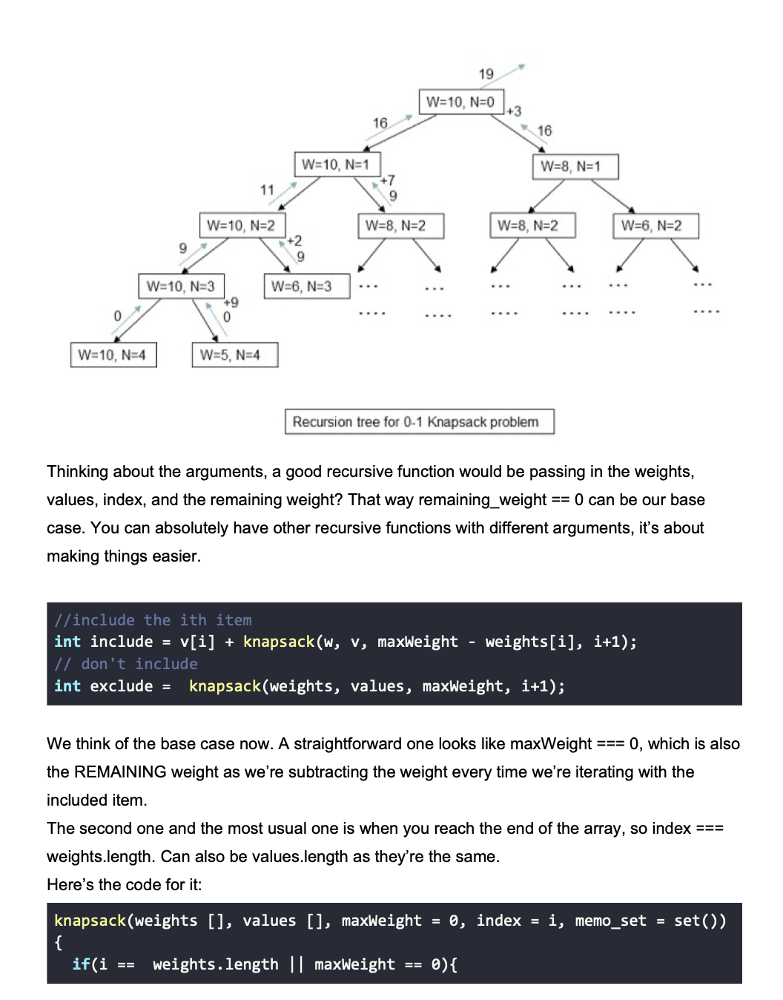 19
W=10, N=0
+3
16
16
W=10, N=1
W=8, N=1
+7
11
9
W=10, N=2
W=8, N=2
W=8, N=2
W=6, N=2
+2
9
9
W=10, N=3
W=6, N=3
... ... ... ... ... ...
+9
0
0
.... .... .... .... .... ....
W=10, N=4
W=5, N=4
Recursion tree for 0-1 Knapsack problem
Thinking about the arguments, a good recursive function would be passing in the weights,
values, index, and the remaining weight? That way remaining_weight == 0 can be our base
case. You can absolutely have other recursive functions with different arguments, it’s about
making things easier.
//include the ith item
int include = v[i] + knapsack(w, v, maxWeight - weights[i], i+1);
// don't include
int exclude =  knapsack(weights, values, maxWeight, i+1);
We think of the base case now. A straightforward one looks like maxWeight === 0, which is also
the REMAINING weight as we’re subtracting the weight every time we’re iterating with the
included item.
The second one and the most usual one is when you reach the end of the array, so index ===
weights.length. Can also be values.length as they’re the same.
Here’s the code for it:
knapsack(weights [], values [], maxWeight = 0, index = i, memo_set = set())
{
  if(i ==  weights.length || maxWeight == 0){